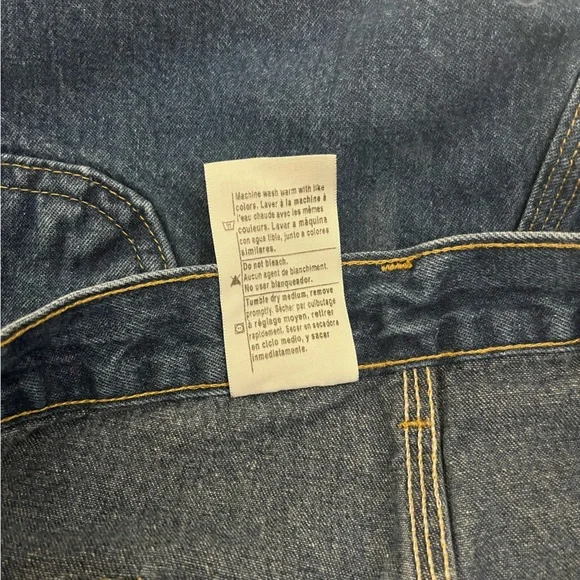 Machine wash warm with like
colors. Laver à la machine à
l'eau chaude avec les mêmes
couleurs. Lavar a máquina
con agua tibia, junto a colores
similares.
Do not bleach.
Aucun agent de blanchiment.
No usar blanqueador.
Tumble dry medium, remove
promptly. Sécher par culbutage
à réglage moyen, retirer
rapidement. Secar en secadora
en ciclo medio, y sacar
inmediatamente.